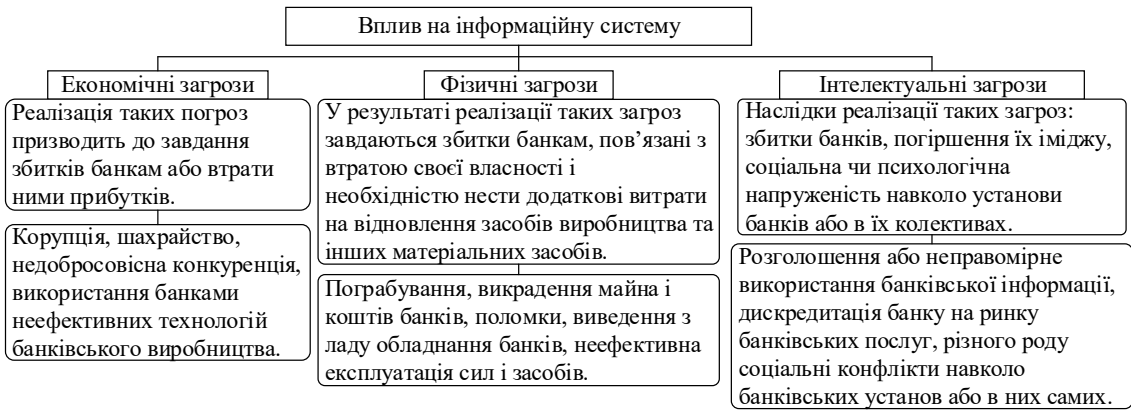 Вплив на інформаційну систему
Економічні загрози
Реалізація таких погроз
призводить до завдання
збитків банкам або втрати
ними прибутків.
Корупція, шахрайство,
недобросовісна конкуренція,
використання банками
неефективних технологій
банківського виробництва.
Фізичні загрози
У результаті реалізації таких загроз
завдаються збитки банкам, пов’язані з
втратою своєї власності і
необхідністю нести додаткові витрати
на відновлення засобів виробництва та
інших матеріальних засобів.
Пограбування, викрадення майна і
коштів банків, поломки, виведення з
ладу обладнання банків, неефективна
експлуатація сил і засобів.
Інтелектуальні загрози
Наслідки реалізації таких загроз:
збитки банків, погіршення їх іміджу,
соціальна чи психологічна
напруженість навколо установи
банків або в їх колективах.
Розголошення або неправомірне
використання банківської інформації,
дискредитація банку на ринку
банківських послуг, різного роду
соціальні конфлікти навколо
банківських установ або в них самих.